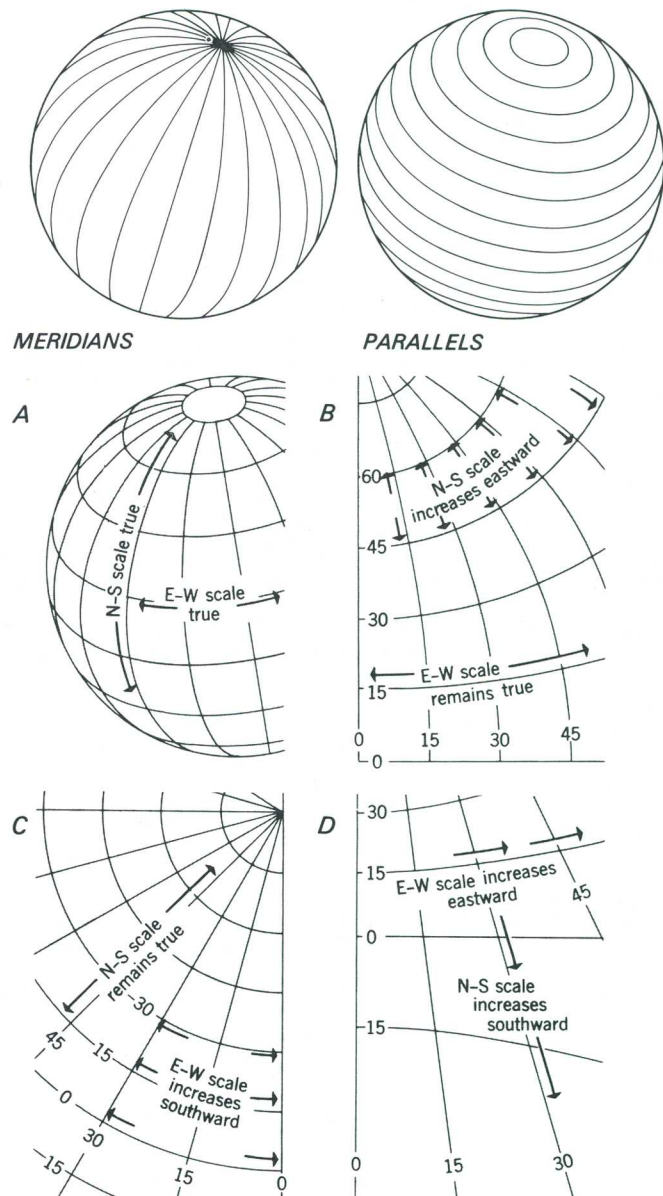 MERIDIANS
PARALLELS
A
N-S scale true
E-W scale
true
B
60
45
30
15
0
N-S scale
increases eastward
E-W scale
remains true
0
15
30
45
C
N-S scale
remains true
30
15
0
15
E-W scale
increases
southward
45
30
15
0
D
30
15
0
15
E-W scale increases
eastward
45
N-S scale
increases
southward
0
15
30